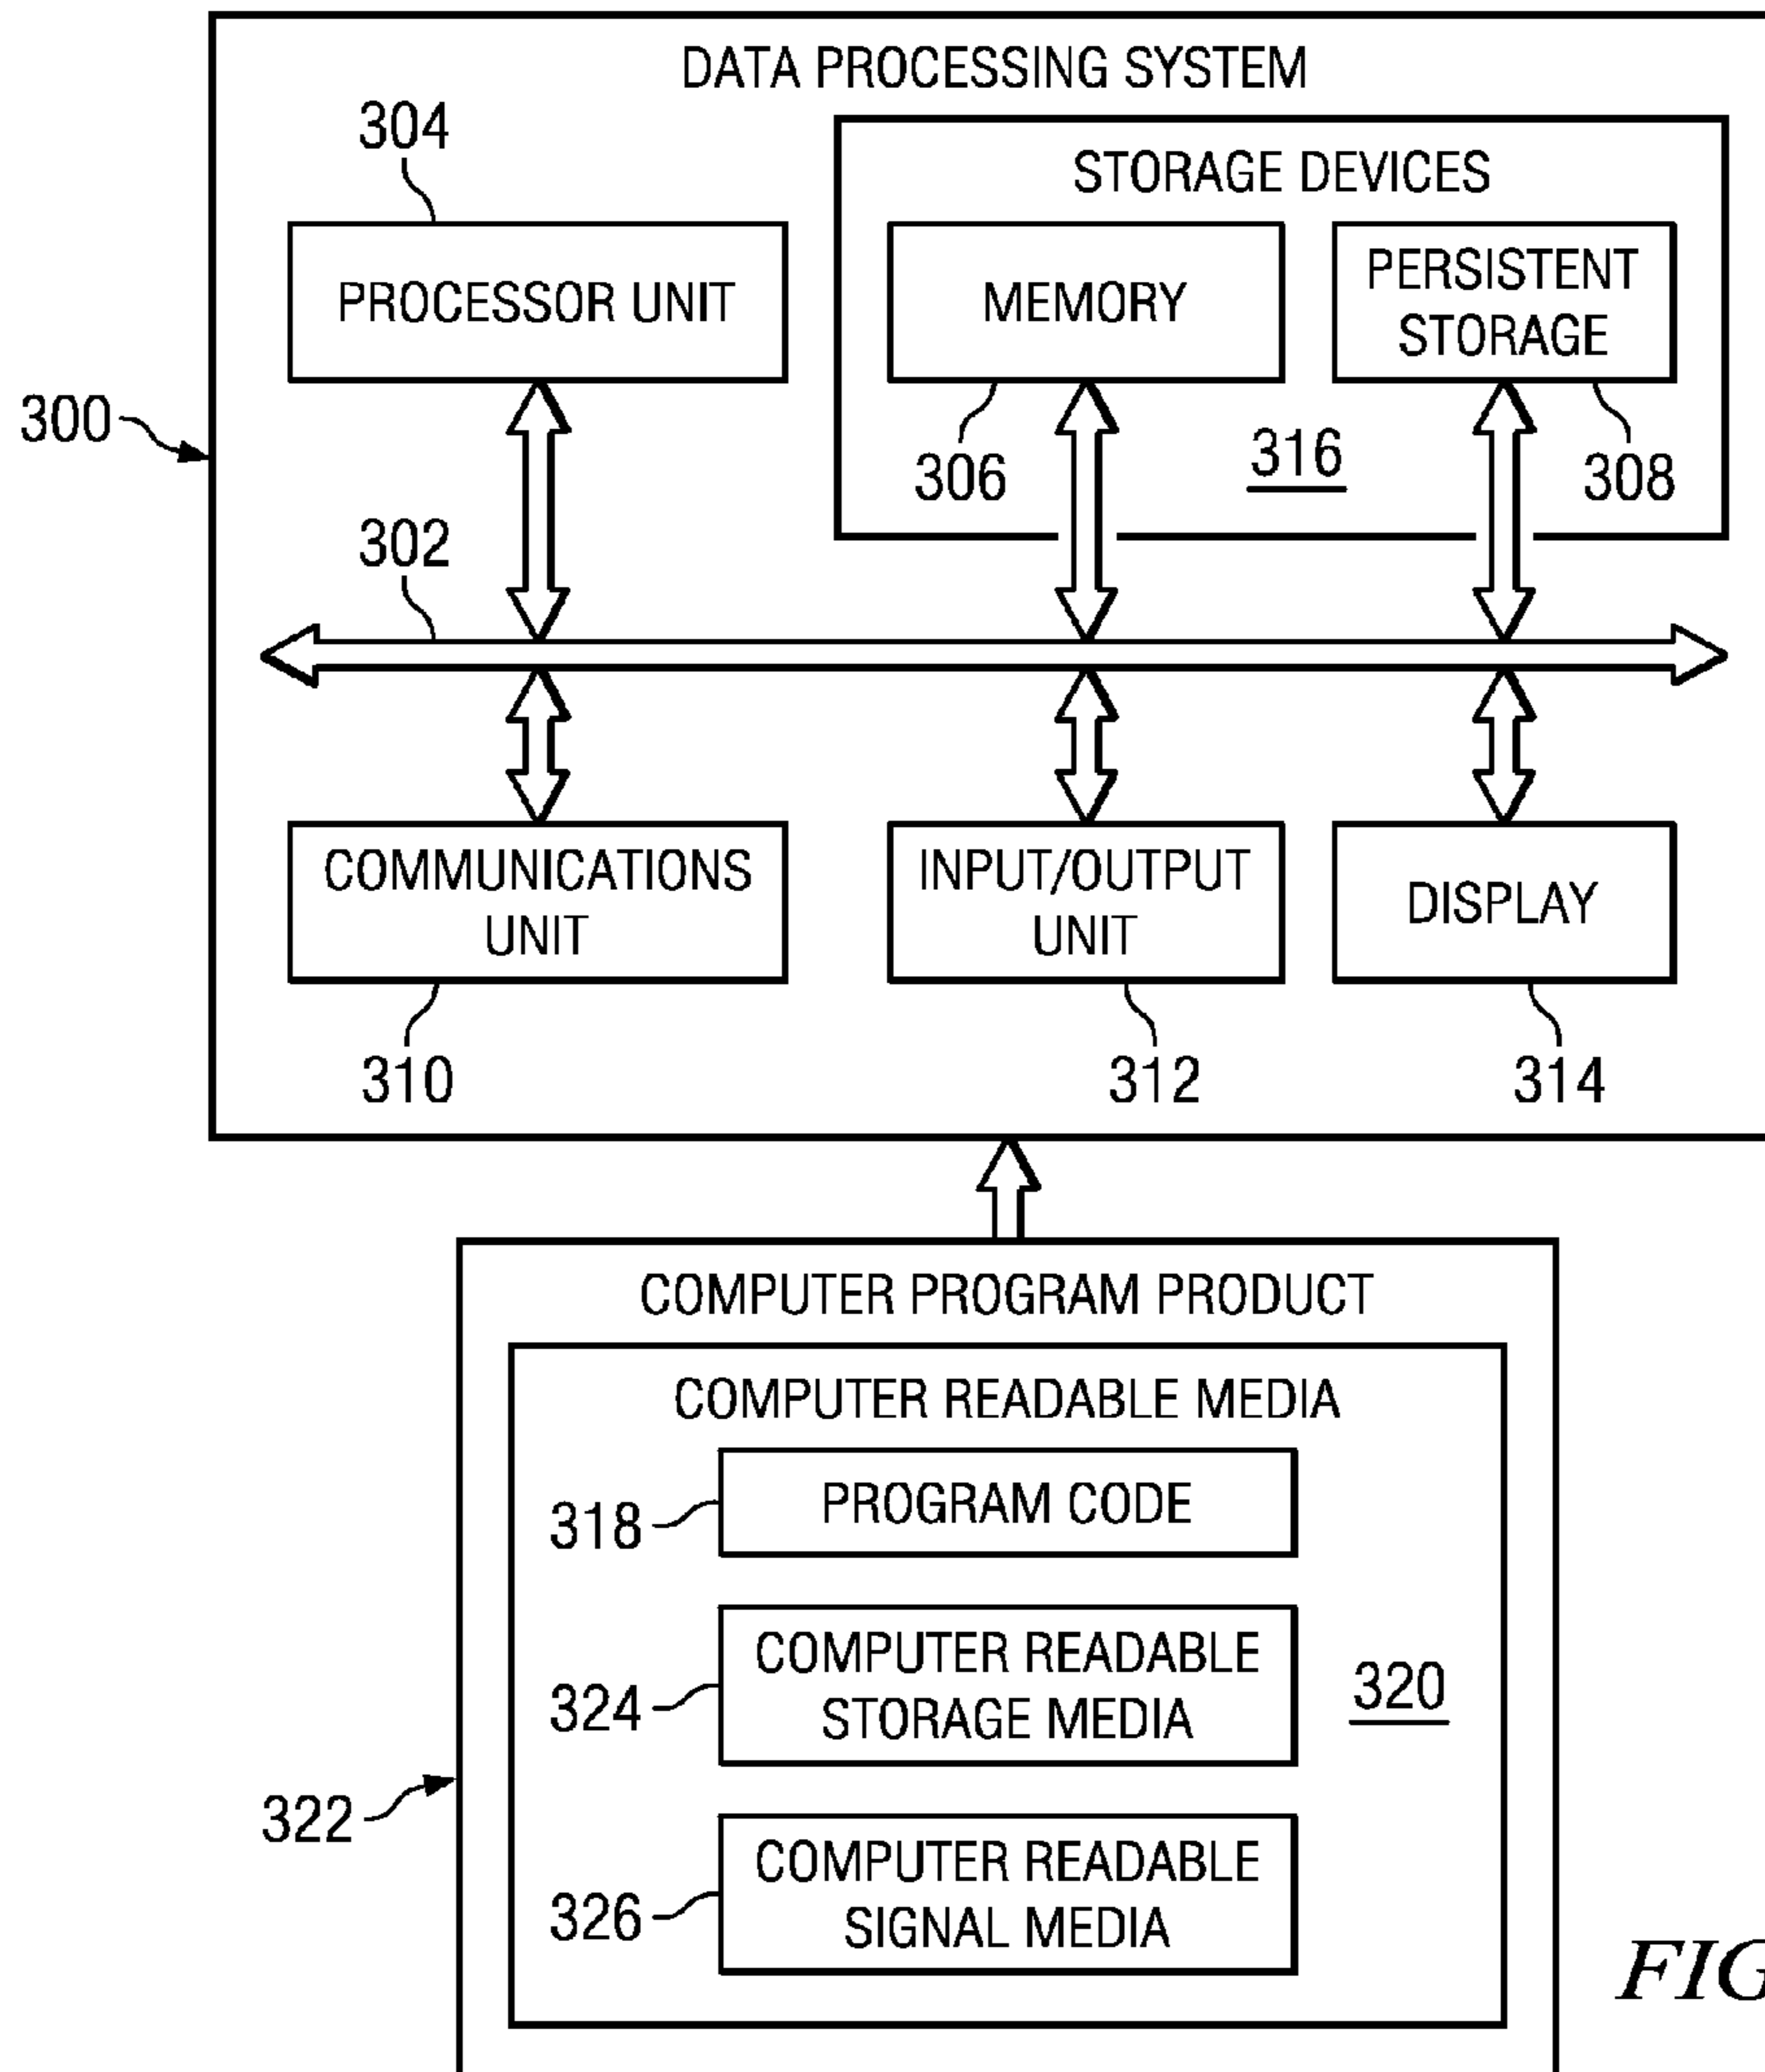 DATA PROCESSING SYSTEM
304
STORAGE DEVICES
PROCESSOR UNIT
MEMORY
PERSISTENT
STORAGE
300
306
316
308
302
COMMUNICATIONS
UNIT
INPUT/OUTPUT
UNIT
DISPLAY
310
312
314
COMPUTER PROGRAM PRODUCT
COMPUTER READABLE MEDIA
318
PROGRAM CODE
324
COMPUTER READABLE
STORAGE MEDIA
320
322
326
COMPUTER READABLE
SIGNAL MEDIA
FIG